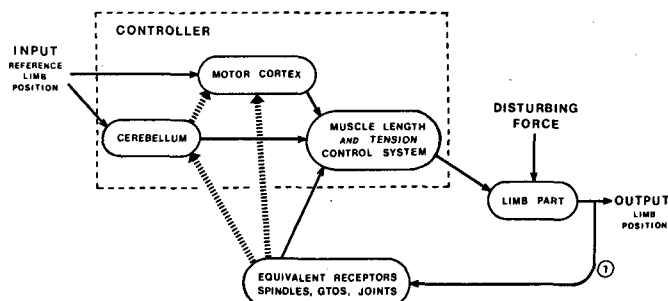 CONTROLLER
INPUT
REFERENCE
LIMB
POSITION
MOTOR CORTEX
CEREBELLUM
MUSCLE LENGTH
AND TENSION
CONTROL SYSTEM
DISTURBING
FORCE
LIMB PART
OUTPUT
LIMB
POSITION
1
EQUIVALENT RECEPTORS
SPINDLES, GTOS, JOINTS